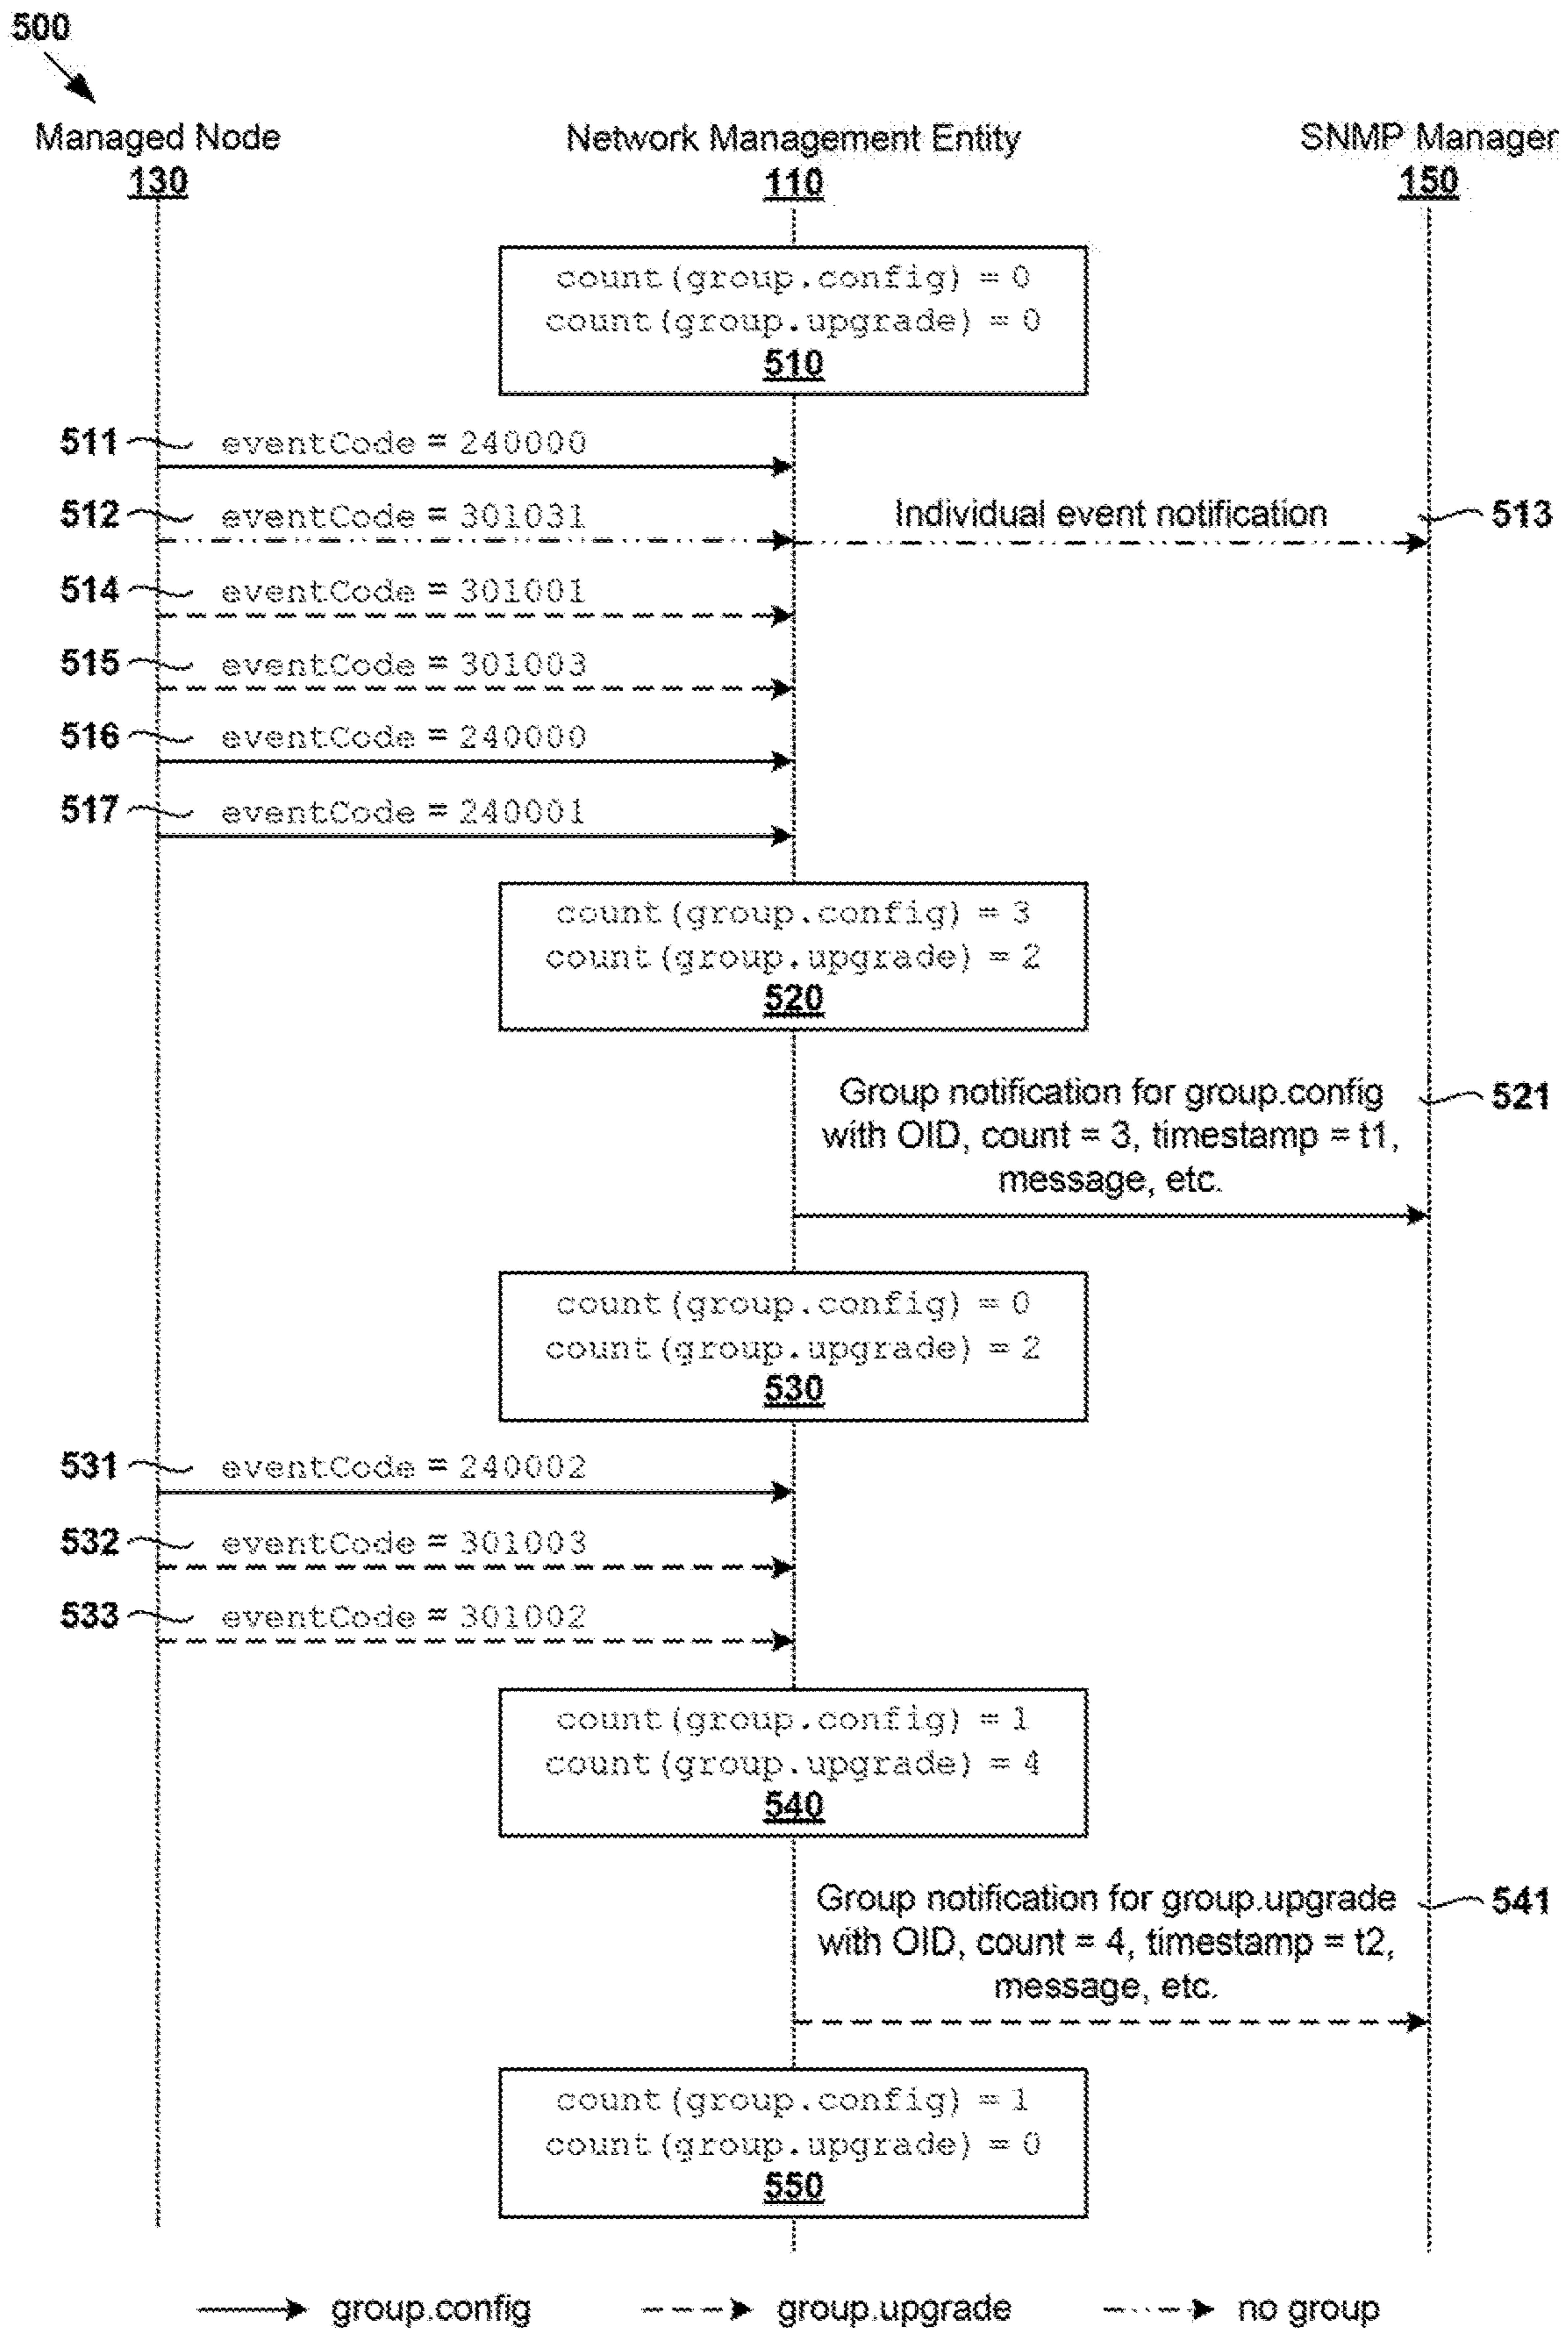 500
Managed Node
130
Network Management Entity
110
SNMP Manager
150
count(group.config) = 0
count(group.upgrade) = 0
510
511 eventCode = 240000
512 eventCode = 301031
Individual event notification 513
514 eventCode = 301001
515 eventCode = 301003
516 eventCode = 240000
517 eventCode = 240001
count(group.config) = 3
count(group.upgrade) = 2
520
Group notification for group.config 521
with OID, count = 3, timestamp = t1,
message, etc.
count(group.config) = 0
count(group.upgrade) = 2
530
531 eventCode = 240002
532 eventCode = 301003
533 eventCode = 301002
count(group.config) = 1
count(group.upgrade) = 4
540
Group notification for group.upgrade 541
with OID, count = 4, timestamp = t2,
message, etc.
count(group.config) = 1
count(group.upgrade) = 0
550
group.config group.upgrade no group